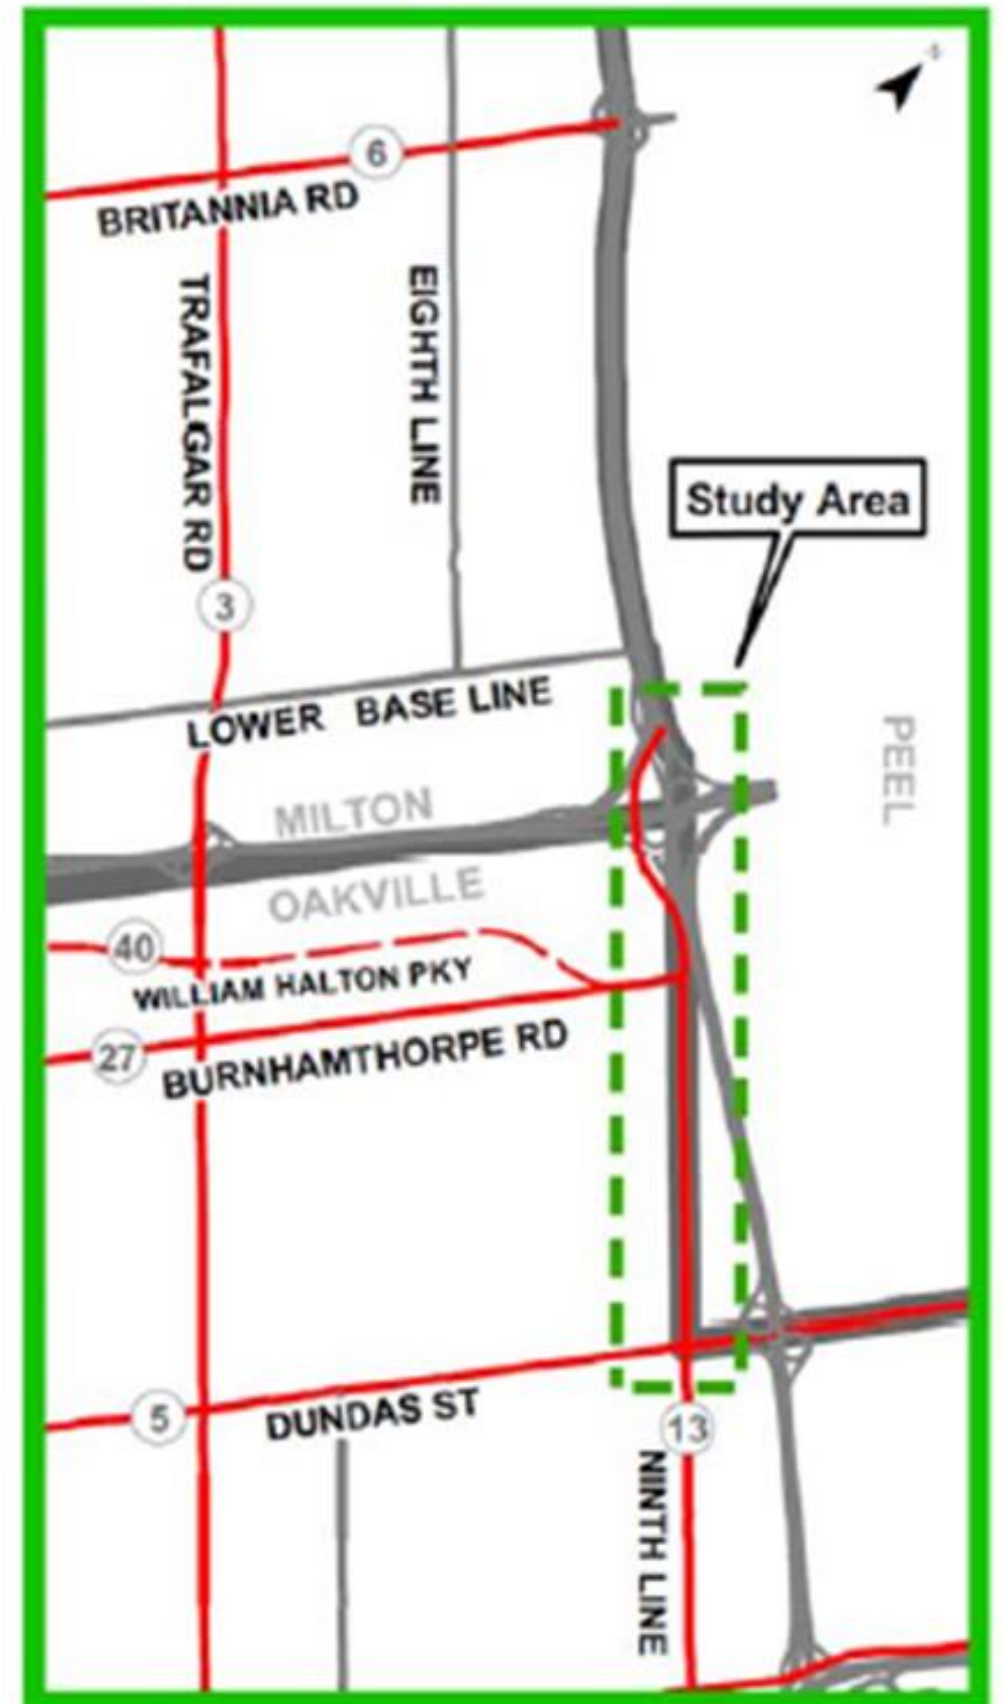 6
BRITANNIA RD
TRAFALGAR RD
EIGHTH LINE
Study Area
3
LOWER BASE LINE
PEEL
MILTON
OAKVILLE
40
WILLIAM HALTON PKY
27
BURNHAMTHORPE RD
5
DUNDAS ST
13
NINTH LINE